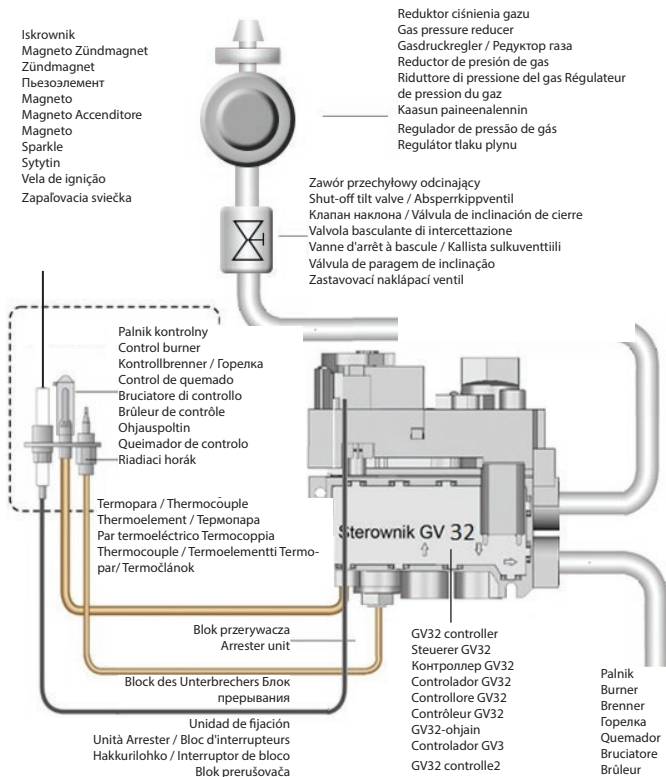 Iskrownik
Magneto Zündmagnet
Zündmagnet
Пьезоэлемент
Magneto
Magneto Accenditore
Magneto
Sparkle
Sytytin
Vela de ignição
Zapaľovacia sviečka
Reduktor ciśnienia gazu
Gas pressure reducer
Gasdruckregler / Редуктор газа
Reductor de presión de gas
Riduttore di pressione del gas Régulateur
de pression du gaz
Kaasun paineenalennin
Regulador de pressão de gás
Regulátor tlaku plynu
Zawór przechyłowy odcinający
Shut-off tilt valve / Absperrkippventil
Клапан наклона / Válvula de inclinación de cierre
Valvola basculante di intercettazione
Vanne d'arrêt à bascule / Kallista sulkuventtiili
Válvula de paragem de inclinação
Zastavovací naklápací ventil
Palnik kontrolny
Control burner
Kontrollbrenner / Горелка
Control de quemado
Bruciatore di controllo
Brûleur de contrôle
Ohjauspoltin
Queimador de controlo
Riadiaci horák
Termopara / Thermocouple
Thermoelement / Термопара
Par termoeléctrico Termocoppia
Thermocouple / Termoelementti Termo-
par/ Termočlánok
Sterownik GV 32
Blok przerywacza
Arrester unit
Block des Unterbrechers Блок
прерывания
Unidad de fijación
Unità Arrester / Bloc d'interrupteurs
Hakkurilohko / Interruptor de bloco
Blok prerušovača
GV32 controller
Steuerer GV32
Контроллер GV32
Controlador GV32
Controllore GV32
Contrôleur GV32
GV32-ohjain
Controlador GV3
GV32 controlle2
Palnik
Burner
Brenner
Горелка
Quemador
Bruciatore
Brûleur